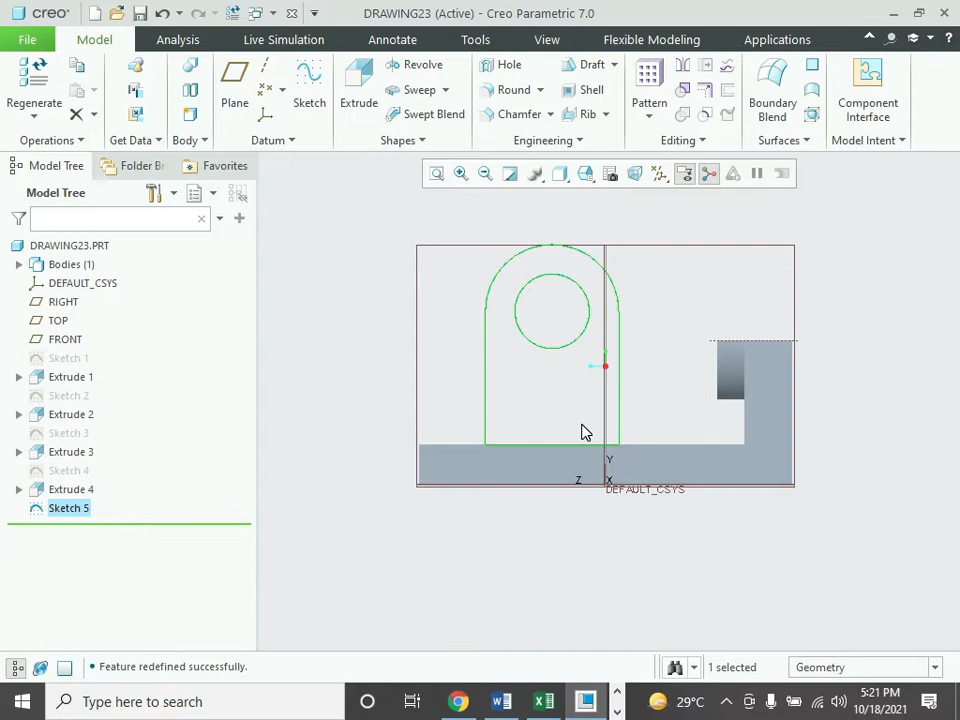 creo
DRAWING23 (Active) - Creo Parametric 7.0
File
Model
Analysis
Live Simulation
Annotate
Tools
View
Flexible Modeling
Applications
Regenerate
Operations
Get Data
Body
Plane
Sketch
Datum
Extrude
Revolve
Sweep
Swept Blend
Shapes
Hole
Round
Chamfer
Draft
Shell
Rib
Engineering
Pattern
Editing
Boundary
Blend
Surfaces
Component
Interface
Model Intent
Model Tree
Folder Br
Favorites
Model Tree
DRAWING23.PRT
Bodies (1)
DEFAULT_CSYS
RIGHT
TOP
FRONT
Sketch 1
Extrude 1
Sketch 2
Extrude 2
Sketch 3
Extrude 3
Sketch 4
Extrude 4
Sketch 5
Y
Z
X
DEFAULT_CSYS
• Feature redefined successfully.
1 selected
Geometry
Type here to search
29°C
5:21 PM
10/18/2021